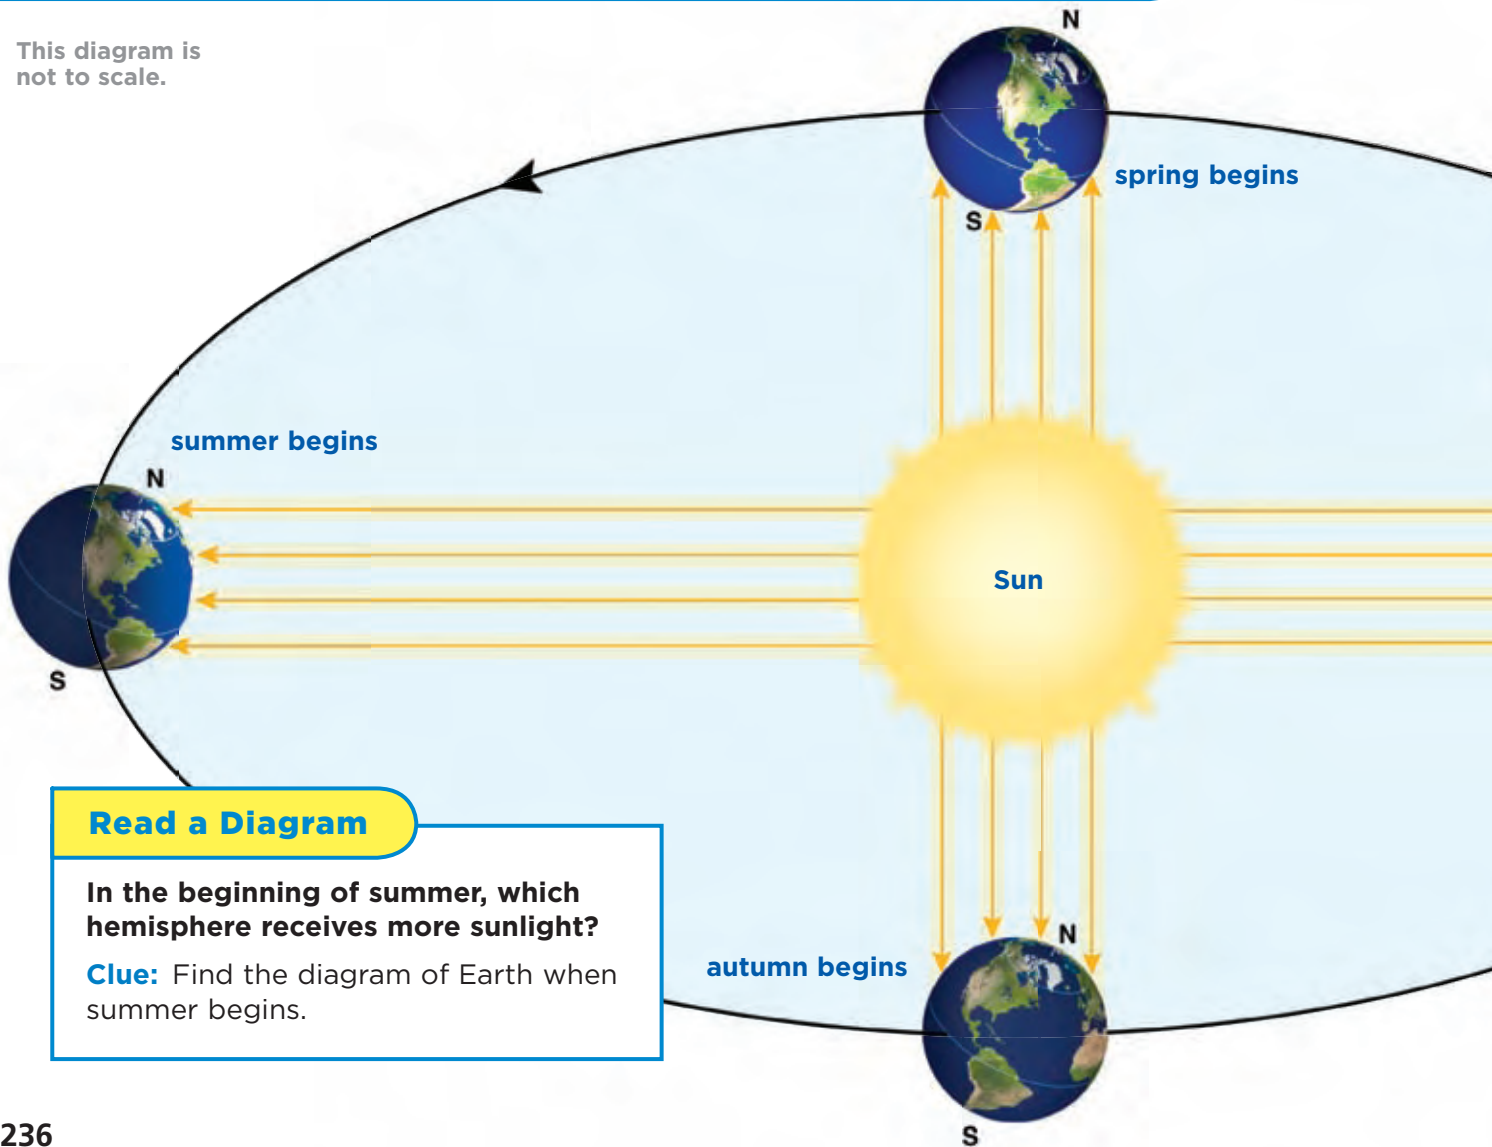 This diagram is
not to scale.
N
S
spring begins
summer begins
N
S
Sun
Read a Diagram
In the beginning of summer, which
hemisphere receives more sunlight?
Clue: Find the diagram of Earth when
summer begins.
autumn begins
N
S
236